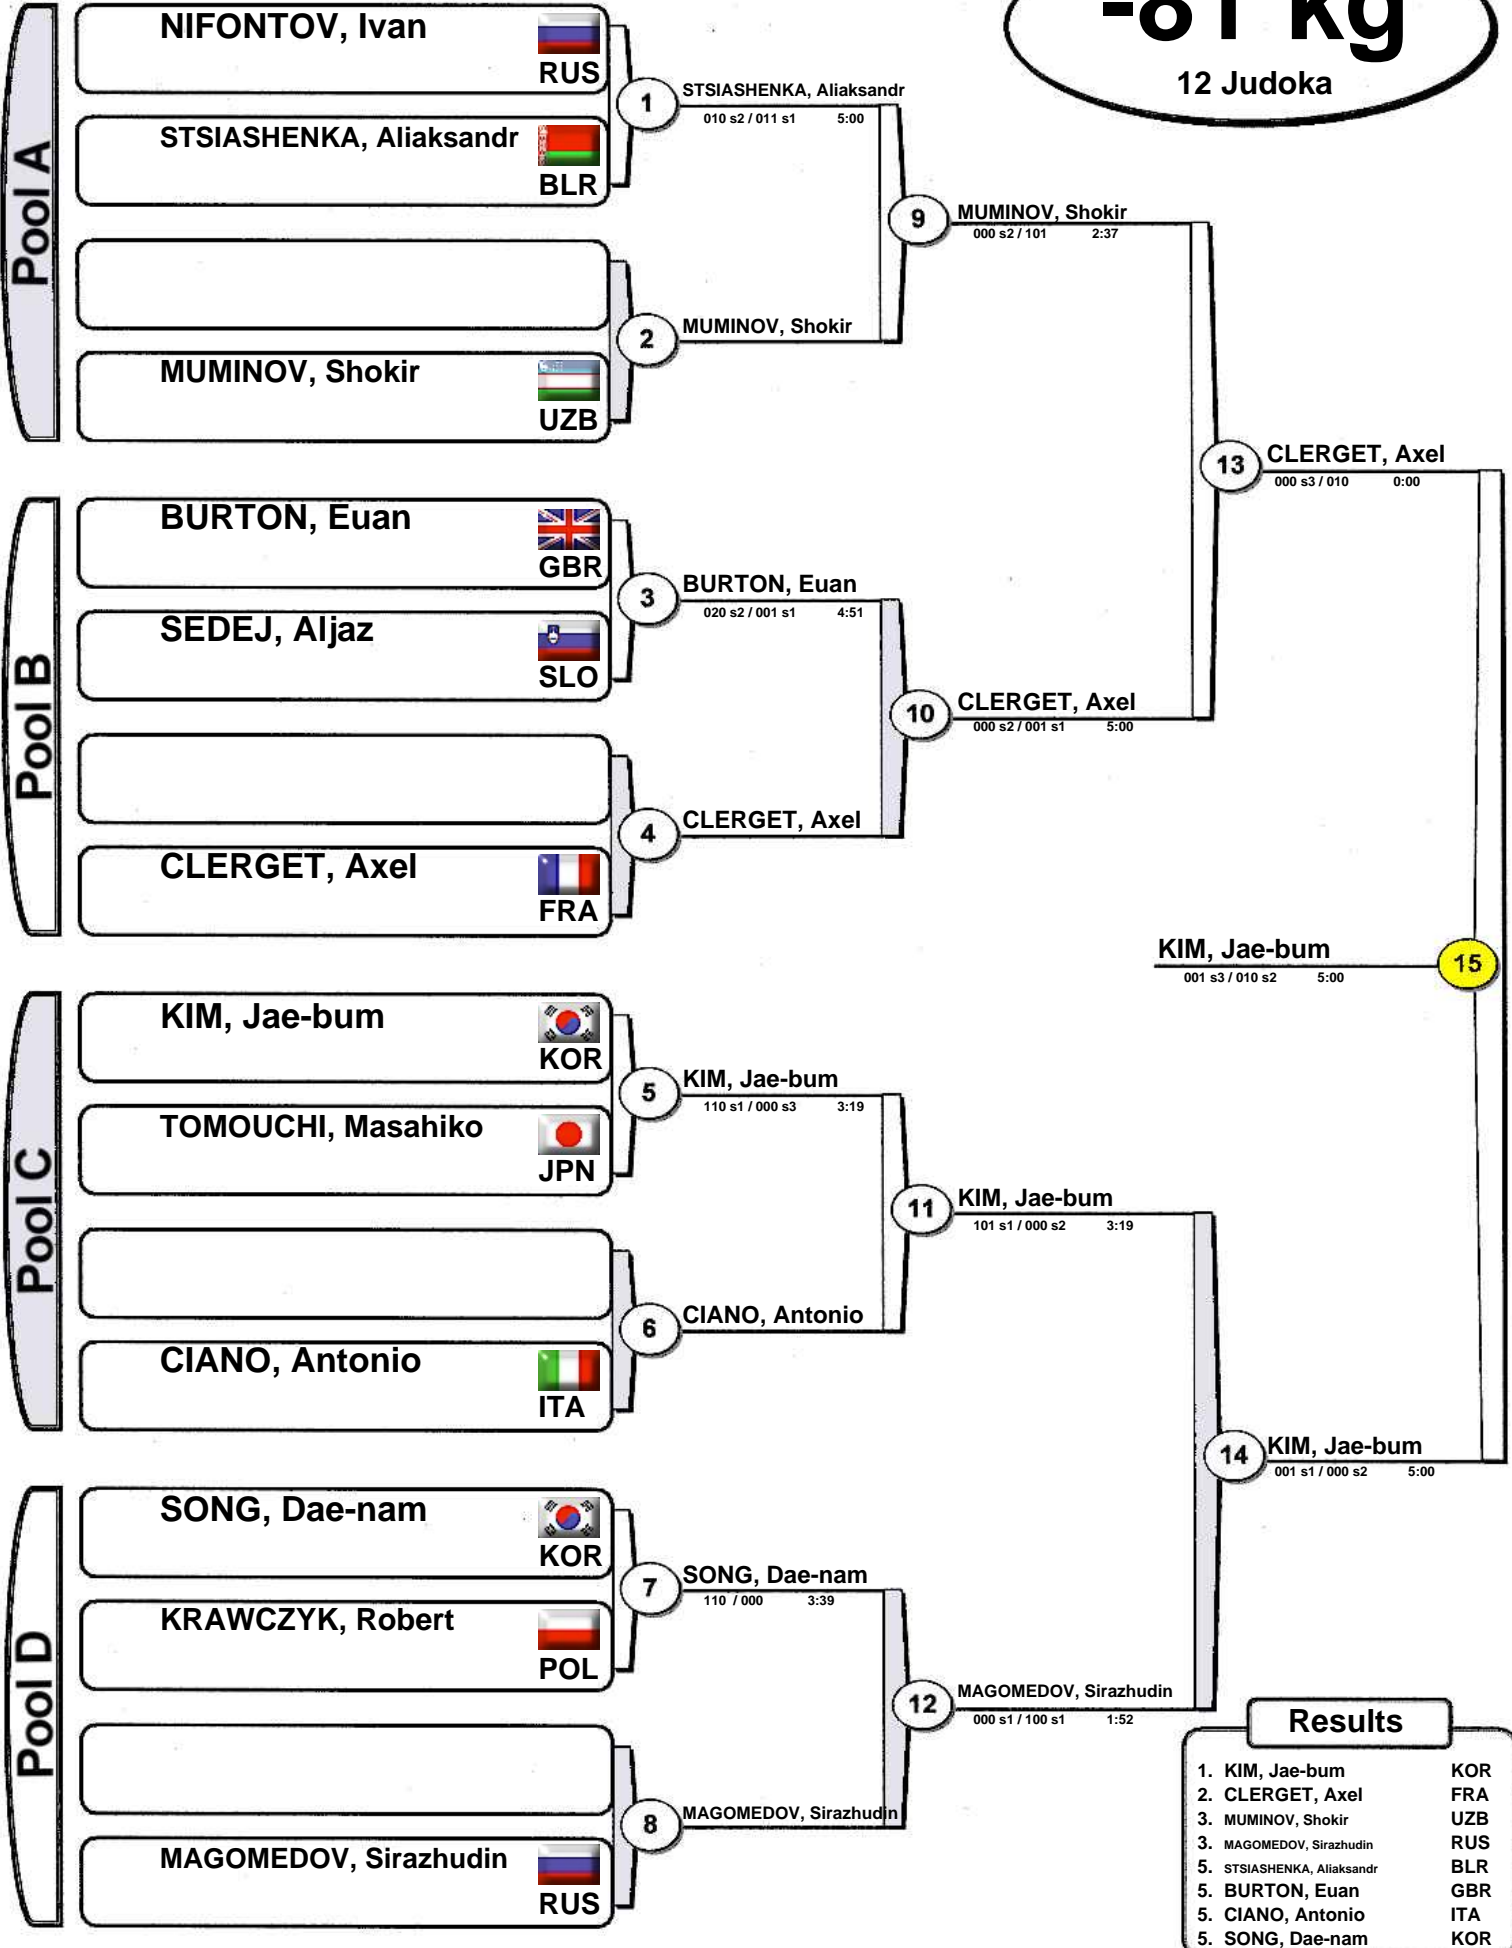 -81 kg
12 Judoka
Pool A
NIFONTOV, Ivan
RUS
STSIASHENKA, Aliaksandr
BLR
MUMINOV, Shokir
UZB
1
STSIASHENKA, Aliaksandr
010 s2 / 011 s1 5:00
2
MUMINOV, Shokir
9
MUMINOV, Shokir
000 s2 / 101 2:37
Pool B
BURTON, Euan
GBR
SEDEJ, Aljaz
SLO
CLERGET, Axel
FRA
3
BURTON, Euan
020 s2 / 001 s1 4:51
4
CLERGET, Axel
10
CLERGET, Axel
000 s2 / 001 s1 5:00
13
CLERGET, Axel
000 s3 / 010 0:00
KIM, Jae-bum
001 s3 / 010 s2 5:00
15
Pool C
KIM, Jae-bum
KOR
TOMOUCHI, Masahiko
JPN
CIANO, Antonio
ITA
5
KIM, Jae-bum
110 s1 / 000 s3 3:19
6
CIANO, Antonio
11
KIM, Jae-bum
101 s1 / 000 s2 3:19
Pool D
SONG, Dae-nam
KOR
KRAWCZYK, Robert
POL
MAGOMEDOV, Sirazhudin
RUS
7
SONG, Dae-nam
110 / 000 3:39
8
MAGOMEDOV, Sirazhudin
12
MAGOMEDOV, Sirazhudin
000 s1 / 100 s1 1:52
14
KIM, Jae-bum
001 s1 / 000 s2 5:00
Results
1. KIM, Jae-bum KOR
2. CLERGET, Axel FRA
3. MUMINOV, Shokir UZB
3. MAGOMEDOV, Sirazhudin RUS
5. STSIASHENKA, Aliaksandr BLR
5. BURTON, Euan GBR
5. CIANO, Antonio ITA
5. SONG, Dae-nam KOR